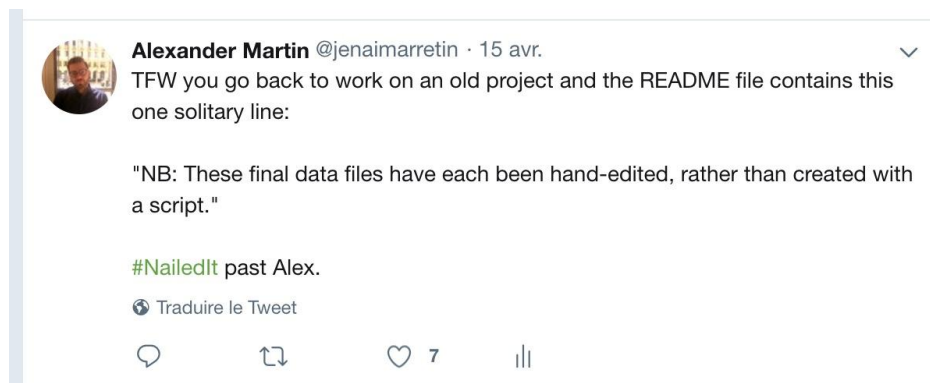 Alexander Martin @jenaimarretin · 15 avr.
TFW you go back to work on an old project and the README file contains this
one solitary line:
"NB: These final data files have each been hand-edited, rather than created with
a script."
#NailedIt past Alex.
Traduire le Tweet
7